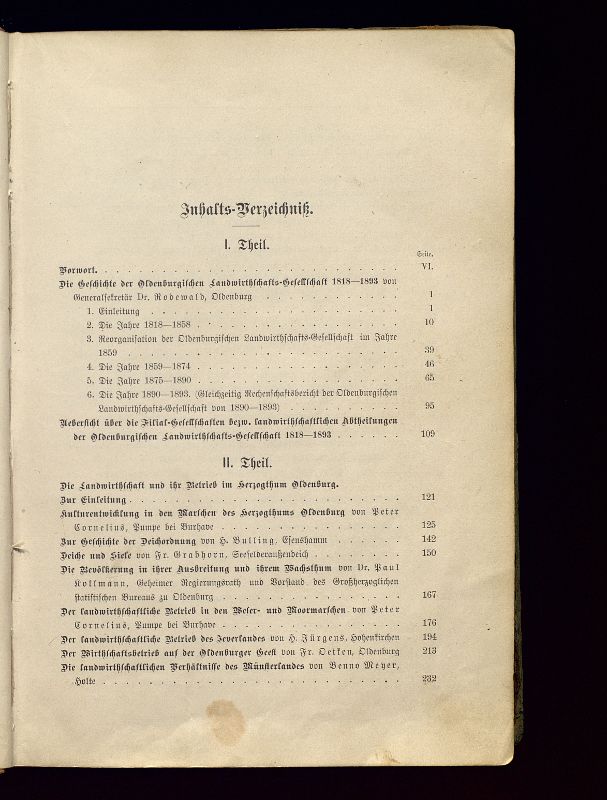 Inhalts-Verzeichniß.
I. Theil.
Seite.
Vorwort. . . . . . . . . . . . . . . . . . . . . . . . . VI.
Die Geschichte der Oldenburgischen Landwirthschafts-Gesellschaft 1818—1893 von
Generalsekretär Dr. Rodewald, Oldenburg . . . . . . . . . . 1
1. Einleitung . . . . . . . . . . . . . . . . . . . . 1
2. Die Jahre 1818—1858 . . . . . . . . . . . . . . . 10
3. Reorganisation der Oldenburgischen Landwirthschafts-Gesellschaft im Jahre
1859 . . . . . . . . . . . . . . . . . . . . . 39
4. Die Jahre 1859—1874 . . . . . . . . . . . . . . . 46
5. Die Jahre 1875—1890 . . . . . . . . . . . . . . . 65
6. Die Jahre 1890—1893. (Gleichzeitig Rechenschaftsbericht der Oldenburgischen
Landwirthschafts-Gesellschaft von 1890—1893) . . . . . . . . 95
Uebersicht über die Filial-Gesellschaften bezw. landwirthschaftlichen Abtheilungen
der Oldenburgischen Landwirthschafts-Gesellschaft 1818—1893 . . . . . . 109
II. Theil.
Die Landwirthschaft und ihr Betrieb im Herzogthum Oldenburg.
Zur Einleitung . . . . . . . . . . . . . . . . . . . . . 121
Kulturentwicklung in den Marschen des Herzogthums Oldenburg von Peter
Cornelius, Pumpe bei Burhave . . . . . . . . . . . . . 125
Zur Geschichte der Deichordnung von H. Bulling, Esenshamm . . . . . . 142
Deiche und Siele von Fr. Grabhorn, Seefelderaußendeich . . . . . . . 150
Die Bevölkerung in ihrer Ausbreitung und ihrem Wachsthum von Dr. Paul
Kollmann, Geheimer Regierungsrath und Vorstand des Großherzoglichen
statistischen Bureaus zu Oldenburg . . . . . . . . . . . . . 167
Der landwirthschaftliche Betrieb in den Weser- und Moormarschen von Peter
Cornelius, Pumpe bei Burhave . . . . . . . . . . . . . 176
Der landwirthschaftliche Betrieb des Jeverlandes von H. Jürgens, Hohenkirchen 194
Der Wirthschaftsbetrieb auf der Oldenburger Geest von Fr. Oetken, Oldenburg 213
Die landwirthschaftlichen Verhältnisse des Münsterlandes von Benno Meyer,
Holte . . . . . . . . . . . . . . . . . . . . . . . 232